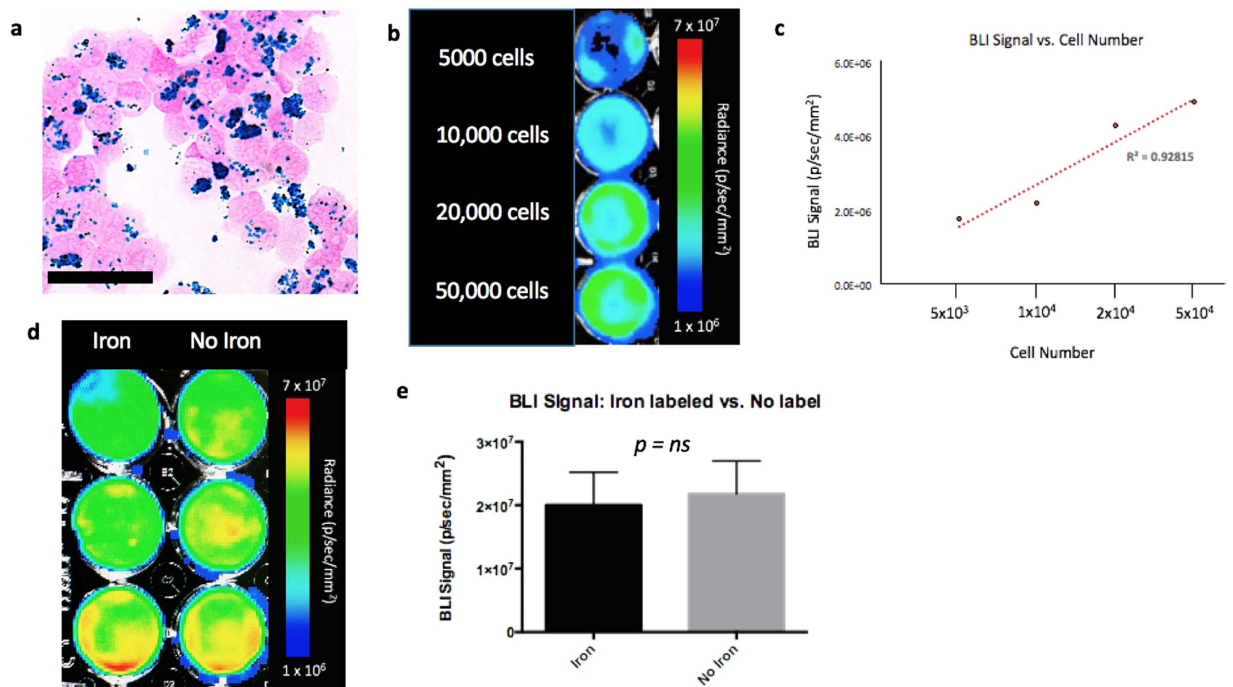 a
b
5000 cells
10,000 cells
20,000 cells
50,000 cells
7 x 10⁷
Radiance (p/sec/mm²)
1 x 10⁶
c
BLI Signal vs. Cell Number
6.0E+06
4.0E+06
2.0E+06
0.0E+00
BLI Signal (p/sec/mm²)
R² = 0.92815
5x10³
1x10⁴
2x10⁴
5x10⁴
Cell Number
d
Iron
No Iron
7 x 10⁷
Radiance (p/sec/mm²)
1 x 10⁶
e
BLI SIgnal: Iron labeled vs. No label
p = ns
3×10⁷
2×10⁷
1×10⁷
0
BLI Signal (p/sec/mm²)
Iron
No Iron